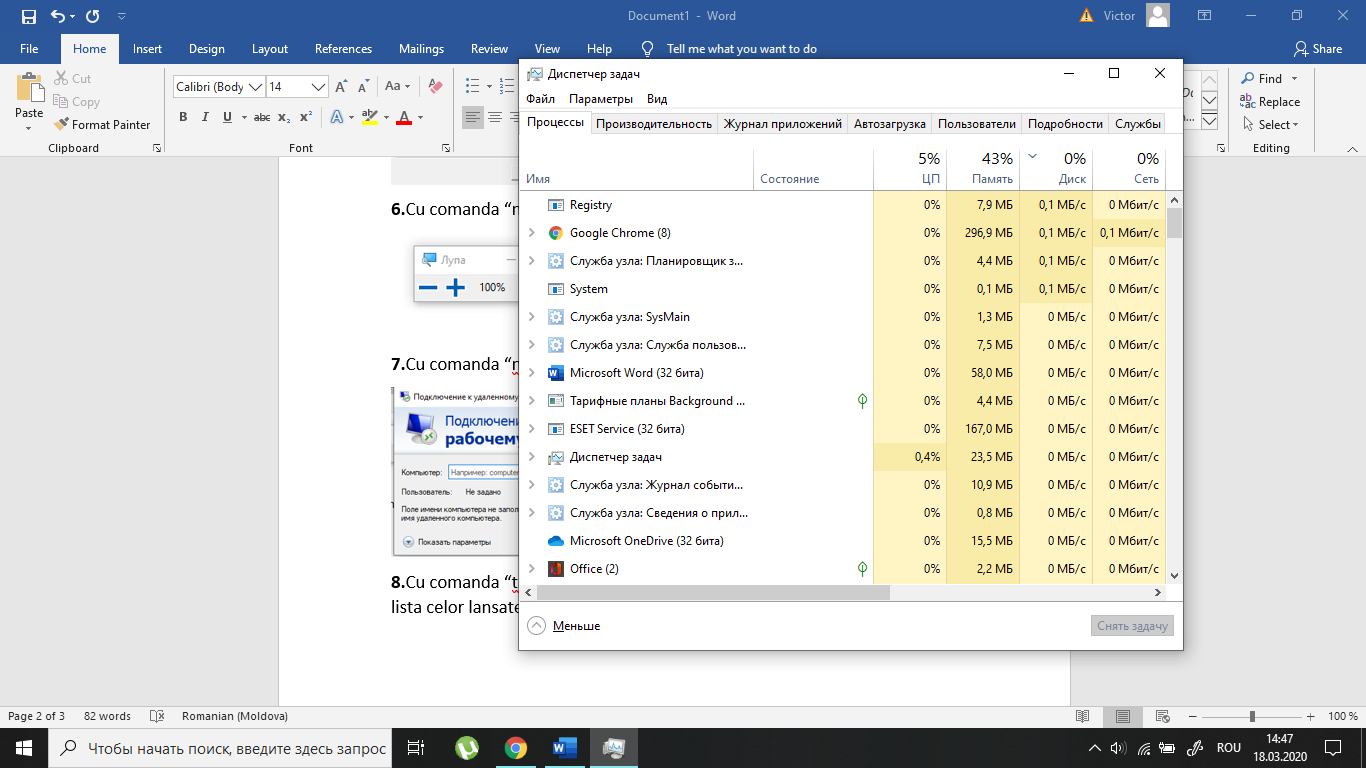 Document1 - Word
Victor
File Home Insert Design Layout References Mailings Review View Help Tell me what you want to do Share
Paste
Cut
Copy
Format Painter
Clipboard
Calibri (Body 14
Aa
B I U abc x₂ x² A A
Font
Find
Replace
Select
Editing
6.Cu comanda “
Лупа
100%
7.Cu comanda “
Подключение к удаленному
Подключени
рабочему
Компьютер: Например: computer
Пользователь: Не задано
Поле имени компьютера не запол
имя удаленного компьютера.
Показать параметры
8.Cu comanda “t
lista celor lansate
Диспетчер задач
Файл Параметры Вид
Процессы Производительность Журнал приложений Автозагрузка Пользователи Подробности Службы
5% 43% 0% 0%
Имя Состояние ЦП Память Диск Сеть
Registry 0% 7,9 МБ 0,1 МБ/с 0 Мбит/с
Google Chrome (8) 0% 296,9 МБ 0,1 МБ/с 0,1 Мбит/с
Служба узла: Планировщик з... 0% 4,4 МБ 0,1 МБ/с 0 Мбит/с
System 0% 0,1 МБ 0,1 МБ/с 0 Мбит/с
Служба узла: SysMain 0% 1,3 МБ 0 МБ/с 0 Мбит/с
Служба узла: Служба пользов... 0% 7,5 МБ 0 МБ/с 0 Мбит/с
Microsoft Word (32 бита) 0% 58,0 МБ 0 МБ/с 0 Мбит/с
Тарифные планы Background ... 0% 4,4 МБ 0 МБ/с 0 Мбит/с
ESET Service (32 бита) 0% 167,0 МБ 0 МБ/с 0 Мбит/с
Диспетчер задач 0,4% 23,5 МБ 0 МБ/с 0 Мбит/с
Служба узла: Журнал событи... 0% 10,9 МБ 0 МБ/с 0 Мбит/с
Служба узла: Сведения о прил... 0% 0,8 МБ 0 МБ/с 0 Мбит/с
Microsoft OneDrive (32 бита) 0% 15,5 МБ 0 МБ/с 0 Мбит/с
Office (2) 0% 2,2 МБ 0 МБ/с 0 Мбит/с
Меньше Снять задачу
Page 2 of 3 82 words Romanian (Moldova) 100 %
Чтобы начать поиск, введите здесь запрос
ROU
14:47
18.03.2020